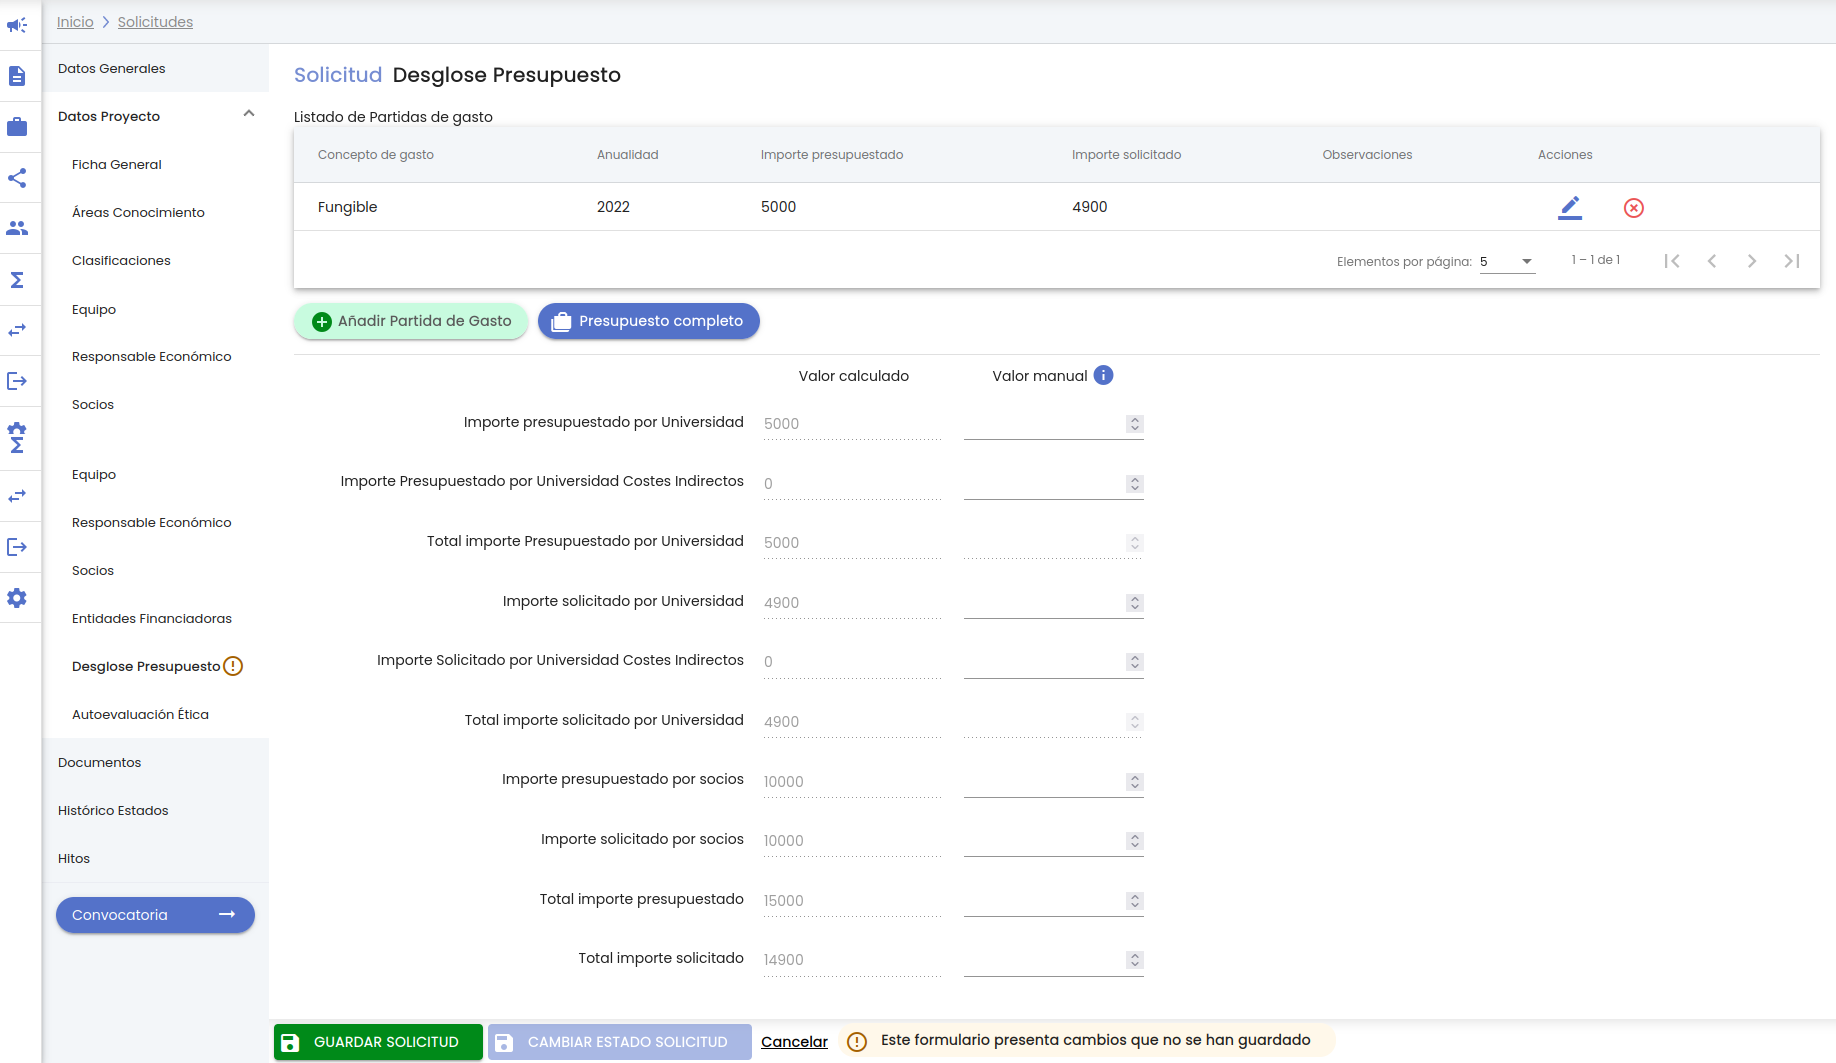 Inicio > Solicitudes
Datos Generales
Datos Proyecto
Ficha General
Áreas Conocimiento
Clasificaciones
Equipo
Responsable Económico
Socios
Equipo
Responsable Económico
Socios
Entidades Financiadoras
Desglose Presupuesto
Autoevaluación Ética
Documentos
Histórico Estados
Hitos
Convocatoria
Solicitud Desglose Presupuesto
Listado de Partidas de gasto
Concepto de gasto Anualidad Importe presupuestado Importe solicitado Observaciones Acciones
Fungible 2022 5000 4900
Elementos por página: 5 1 – 1 de 1
Añadir Partida de Gasto Presupuesto completo
Valor calculado Valor manual
Importe presupuestado por Universidad 5000
Importe Presupuestado por Universidad Costes Indirectos 0
Total importe Presupuestado por Universidad 5000
Importe solicitado por Universidad 4900
Importe Solicitado por Universidad Costes Indirectos 0
Total importe solicitado por Universidad 4900
Importe presupuestado por socios 10000
Importe solicitado por socios 10000
Total importe presupuestado 15000
Total importe solicitado 14900
GUARDAR SOLICITUD CAMBIAR ESTADO SOLICITUD Cancelar Este formulario presenta cambios que no se han guardado